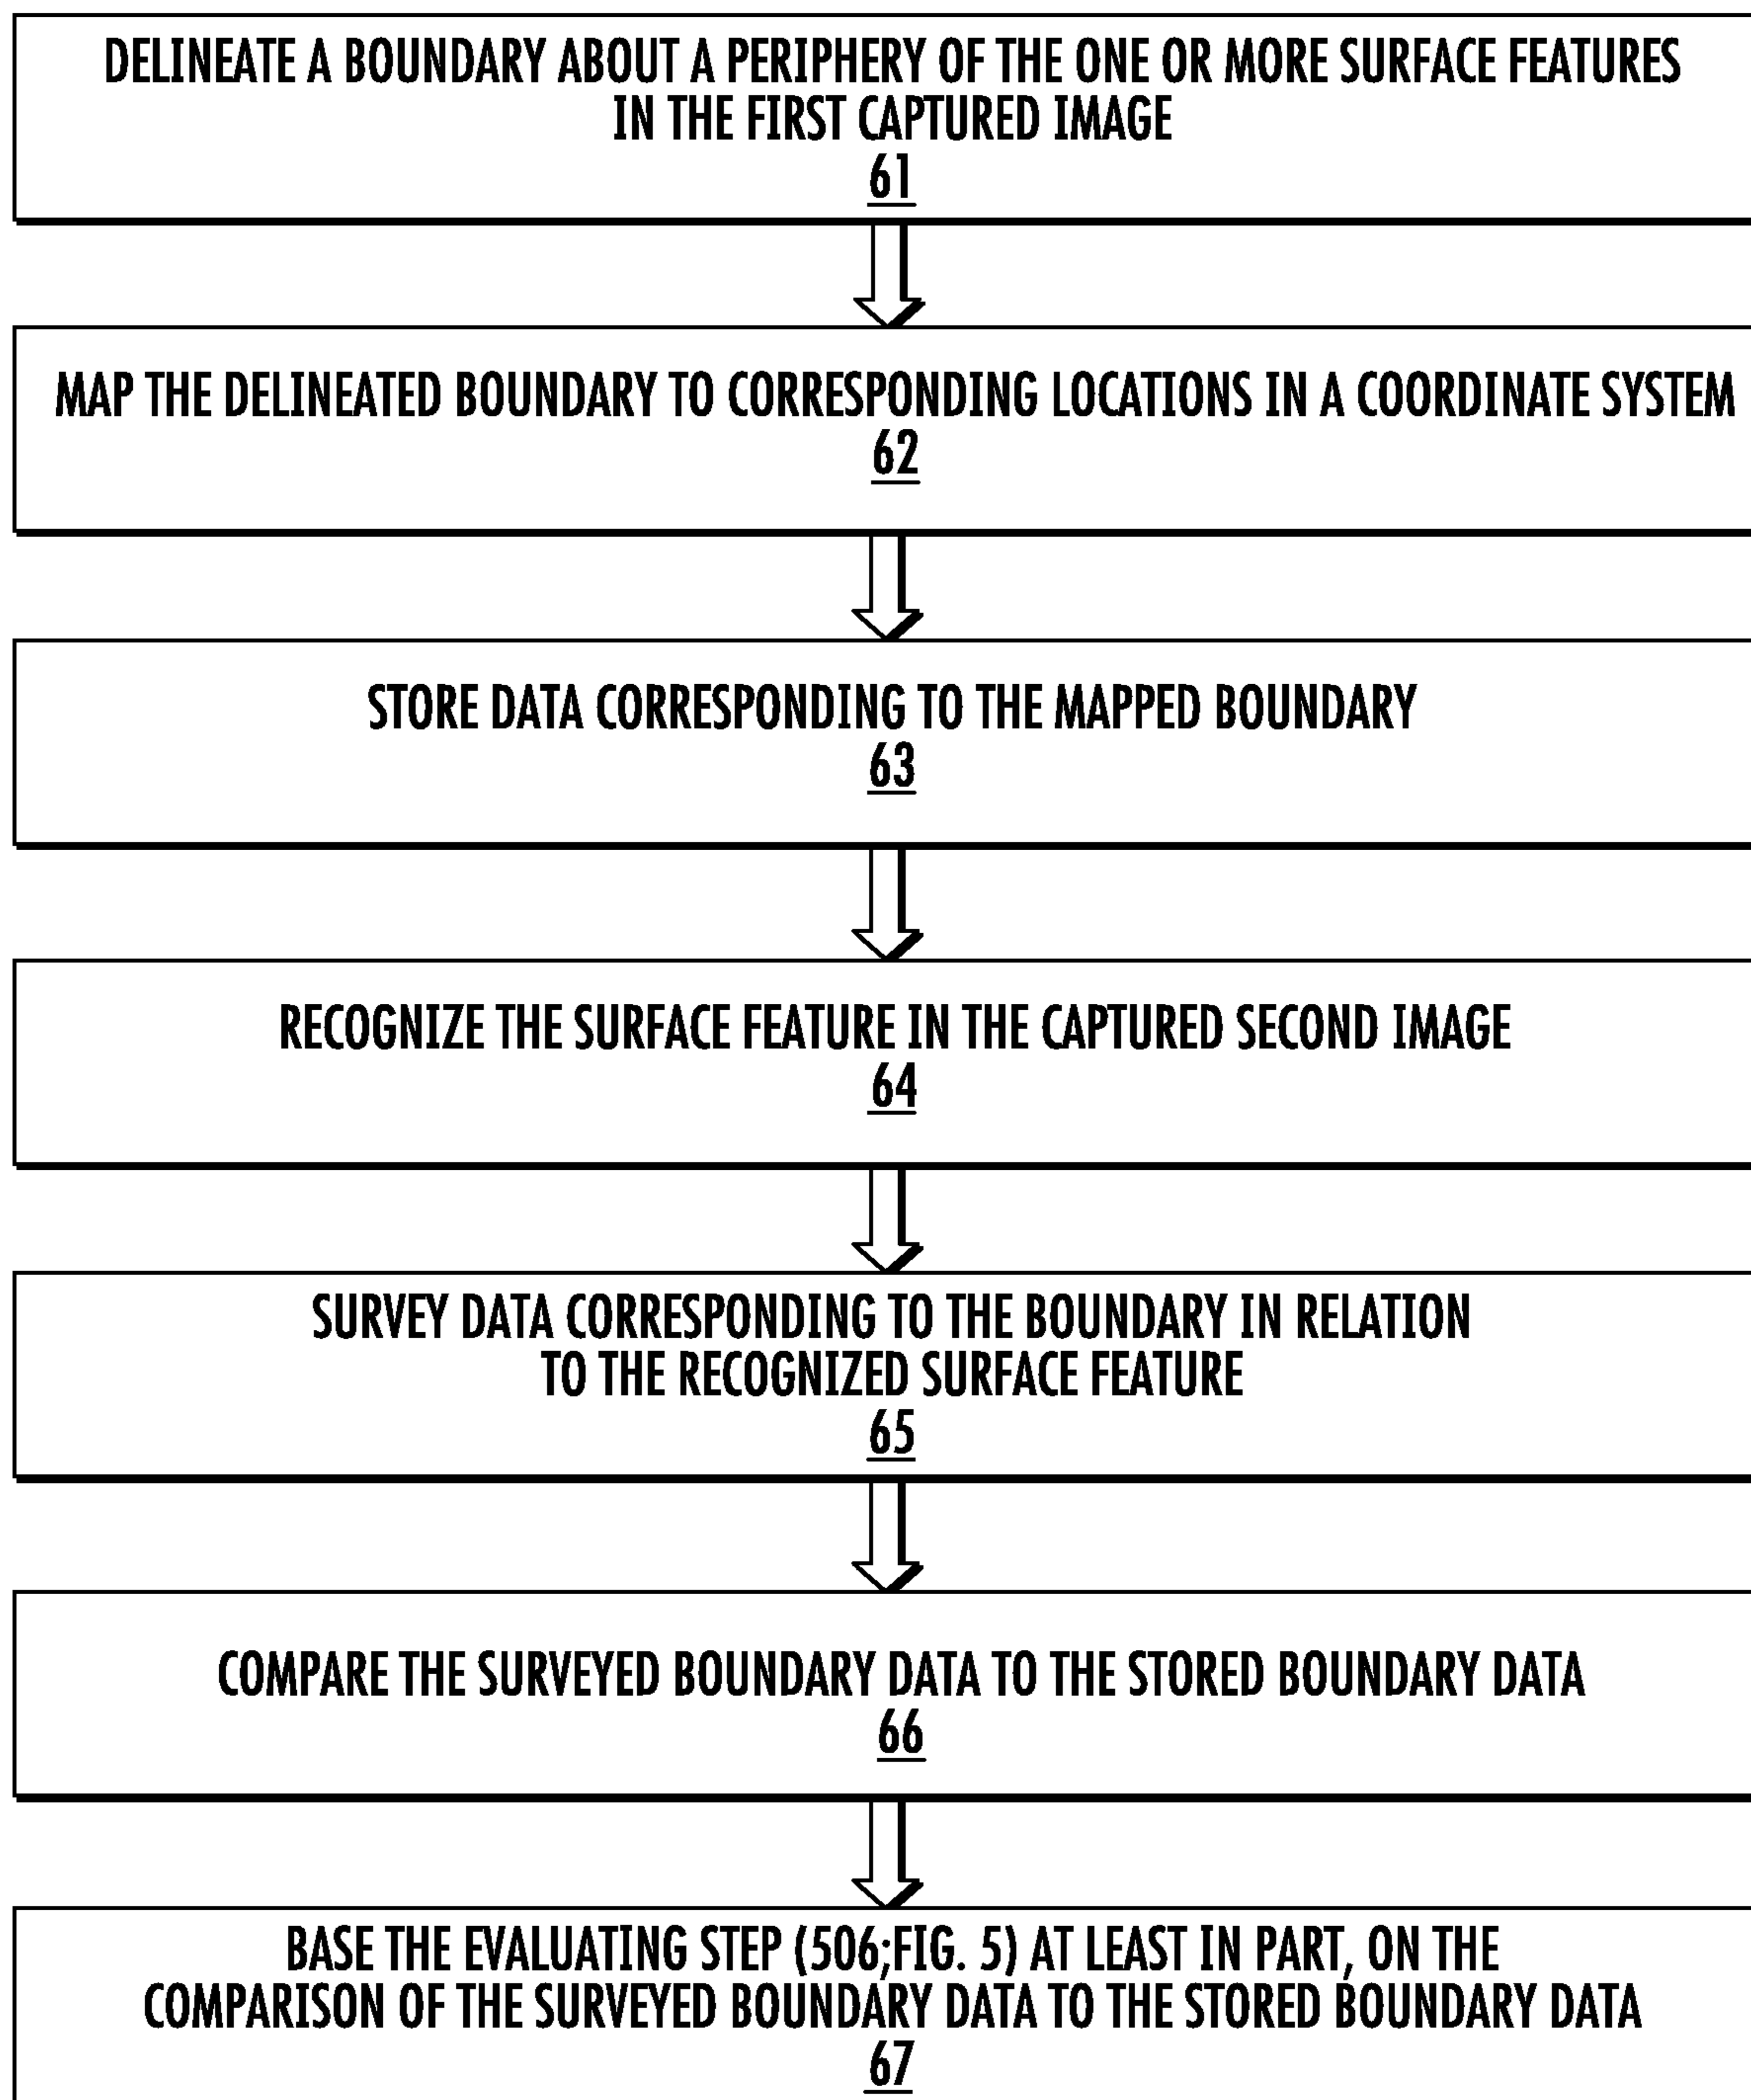 DELINEATE A BOUNDARY ABOUT A PERIPHERY OF THE ONE OR MORE SURFACE FEATURES
IN THE FIRST CAPTURED IMAGE
61
MAP THE DELINEATED BOUNDARY TO CORRESPONDING LOCATIONS IN A COORDINATE SYSTEM
62
STORE DATA CORRESPONDING TO THE MAPPED BOUNDARY
63
RECOGNIZE THE SURFACE FEATURE IN THE CAPTURED SECOND IMAGE
64
SURVEY DATA CORRESPONDING TO THE BOUNDARY IN RELATION
TO THE RECOGNIZED SURFACE FEATURE
65
COMPARE THE SURVEYED BOUNDARY DATA TO THE STORED BOUNDARY DATA
66
BASE THE EVALUATING STEP (506;FIG. 5) AT LEAST IN PART, ON THE
COMPARISON OF THE SURVEYED BOUNDARY DATA TO THE STORED BOUNDARY DATA
67